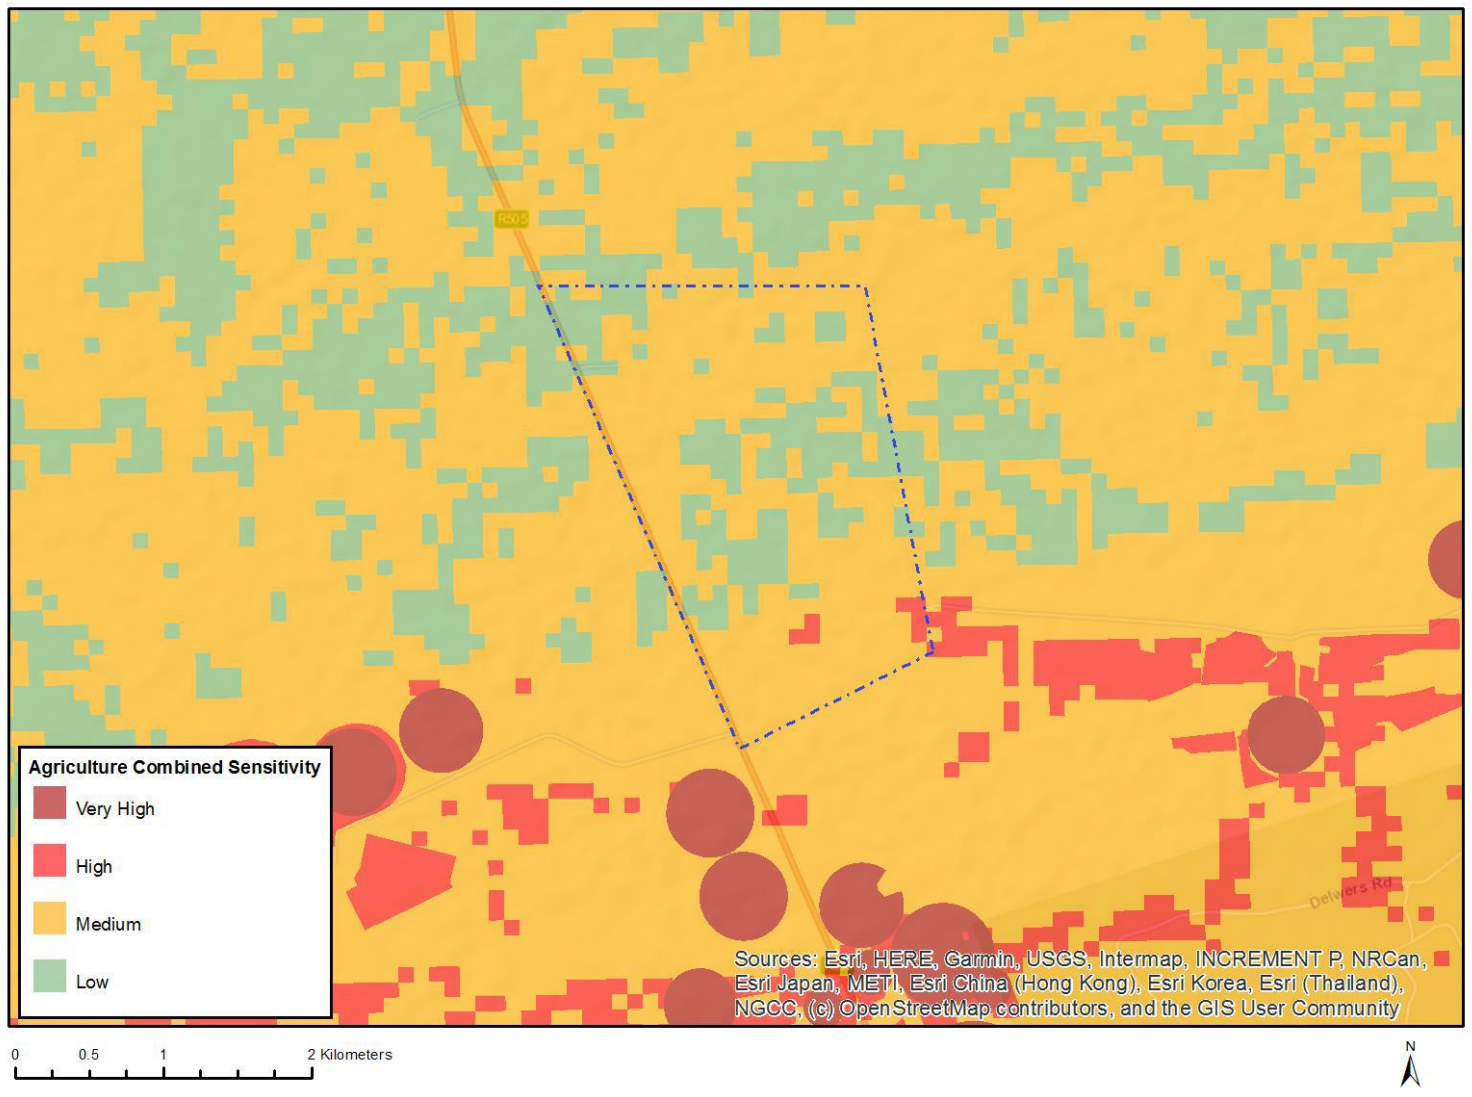 R505
Delwers Rd
Agriculture Combined Sensitivity
Very High
High
Medium
Low
Sources: Esri, HERE, Garmin, USGS, Intermap, INCREMENT P, NRCan,
Esri Japan, METI, Esri China (Hong Kong), Esri Korea, Esri (Thailand),
NGCC, (c) OpenStreetMap contributors, and the GIS User Community
0 0.5 1 2 Kilometers
N